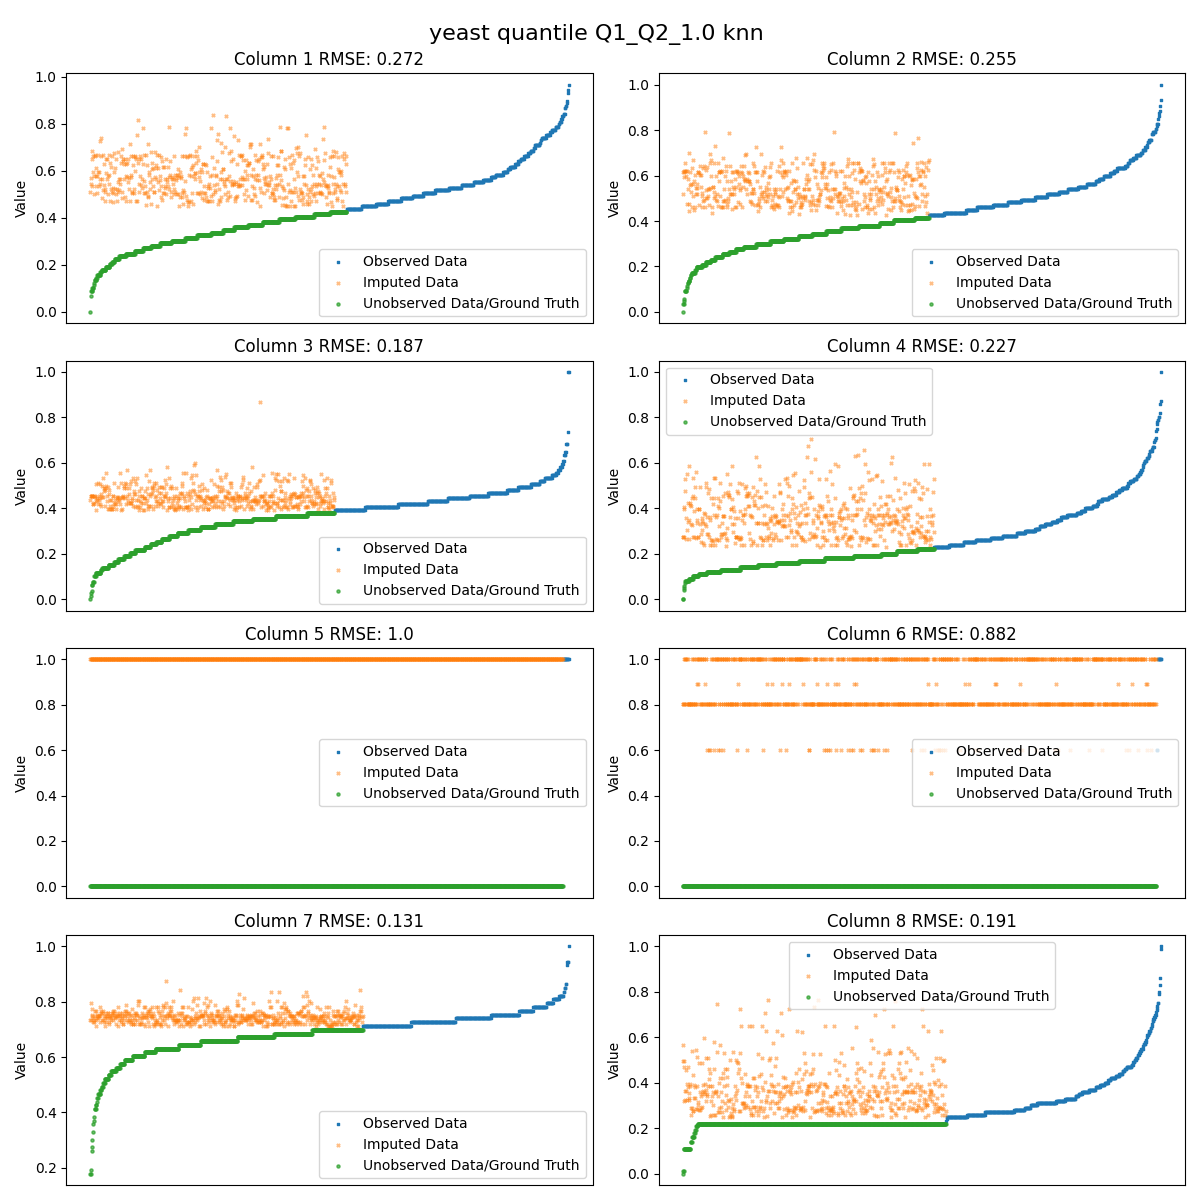 yeast quantile Q1_Q2_1.0 knn
Column 1 RMSE: 0.272
Value
1.0
0.8
0.6
0.4
0.2
0.0
Observed Data
Imputed Data
Unobserved Data/Ground Truth
Column 2 RMSE: 0.255
Value
1.0
0.8
0.6
0.4
0.2
0.0
Observed Data
Imputed Data
Unobserved Data/Ground Truth
Column 3 RMSE: 0.187
Value
1.0
0.8
0.6
0.4
0.2
0.0
Observed Data
Imputed Data
Unobserved Data/Ground Truth
Column 4 RMSE: 0.227
Value
1.0
0.8
0.6
0.4
0.2
0.0
Observed Data
Imputed Data
Unobserved Data/Ground Truth
Column 5 RMSE: 1.0
Value
1.0
0.8
0.6
0.4
0.2
0.0
Observed Data
Imputed Data
Unobserved Data/Ground Truth
Column 6 RMSE: 0.882
Value
1.0
0.8
0.6
0.4
0.2
0.0
Observed Data
Imputed Data
Unobserved Data/Ground Truth
Column 7 RMSE: 0.131
Value
1.0
0.8
0.6
0.4
0.2
Observed Data
Imputed Data
Unobserved Data/Ground Truth
Column 8 RMSE: 0.191
Value
1.0
0.8
0.6
0.4
0.2
0.0
Observed Data
Imputed Data
Unobserved Data/Ground Truth